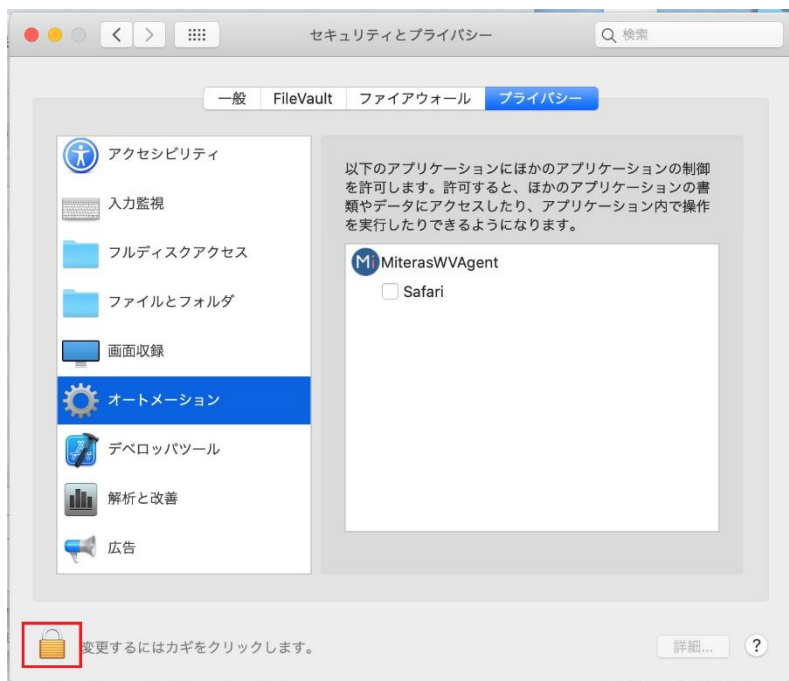 セキュリティとプライバシー
検索
一般
FileVault
ファイアウォール
プライバシー
アクセシビリティ
入力監視
フルディスクアクセス
ファイルとフォルダ
画面収録
オートメーション
デベロッパツール
解析と改善
広告
以下のアプリケーションにほかのアプリケーションの制御
を許可します。許可すると、ほかのアプリケーションの書
類やデータにアクセスしたり、アプリケーション内で操作
を実行したりできるようになります。
Mi MiterasWVAgent
Safari
変更するにはカギをクリックします。
詳細...
?